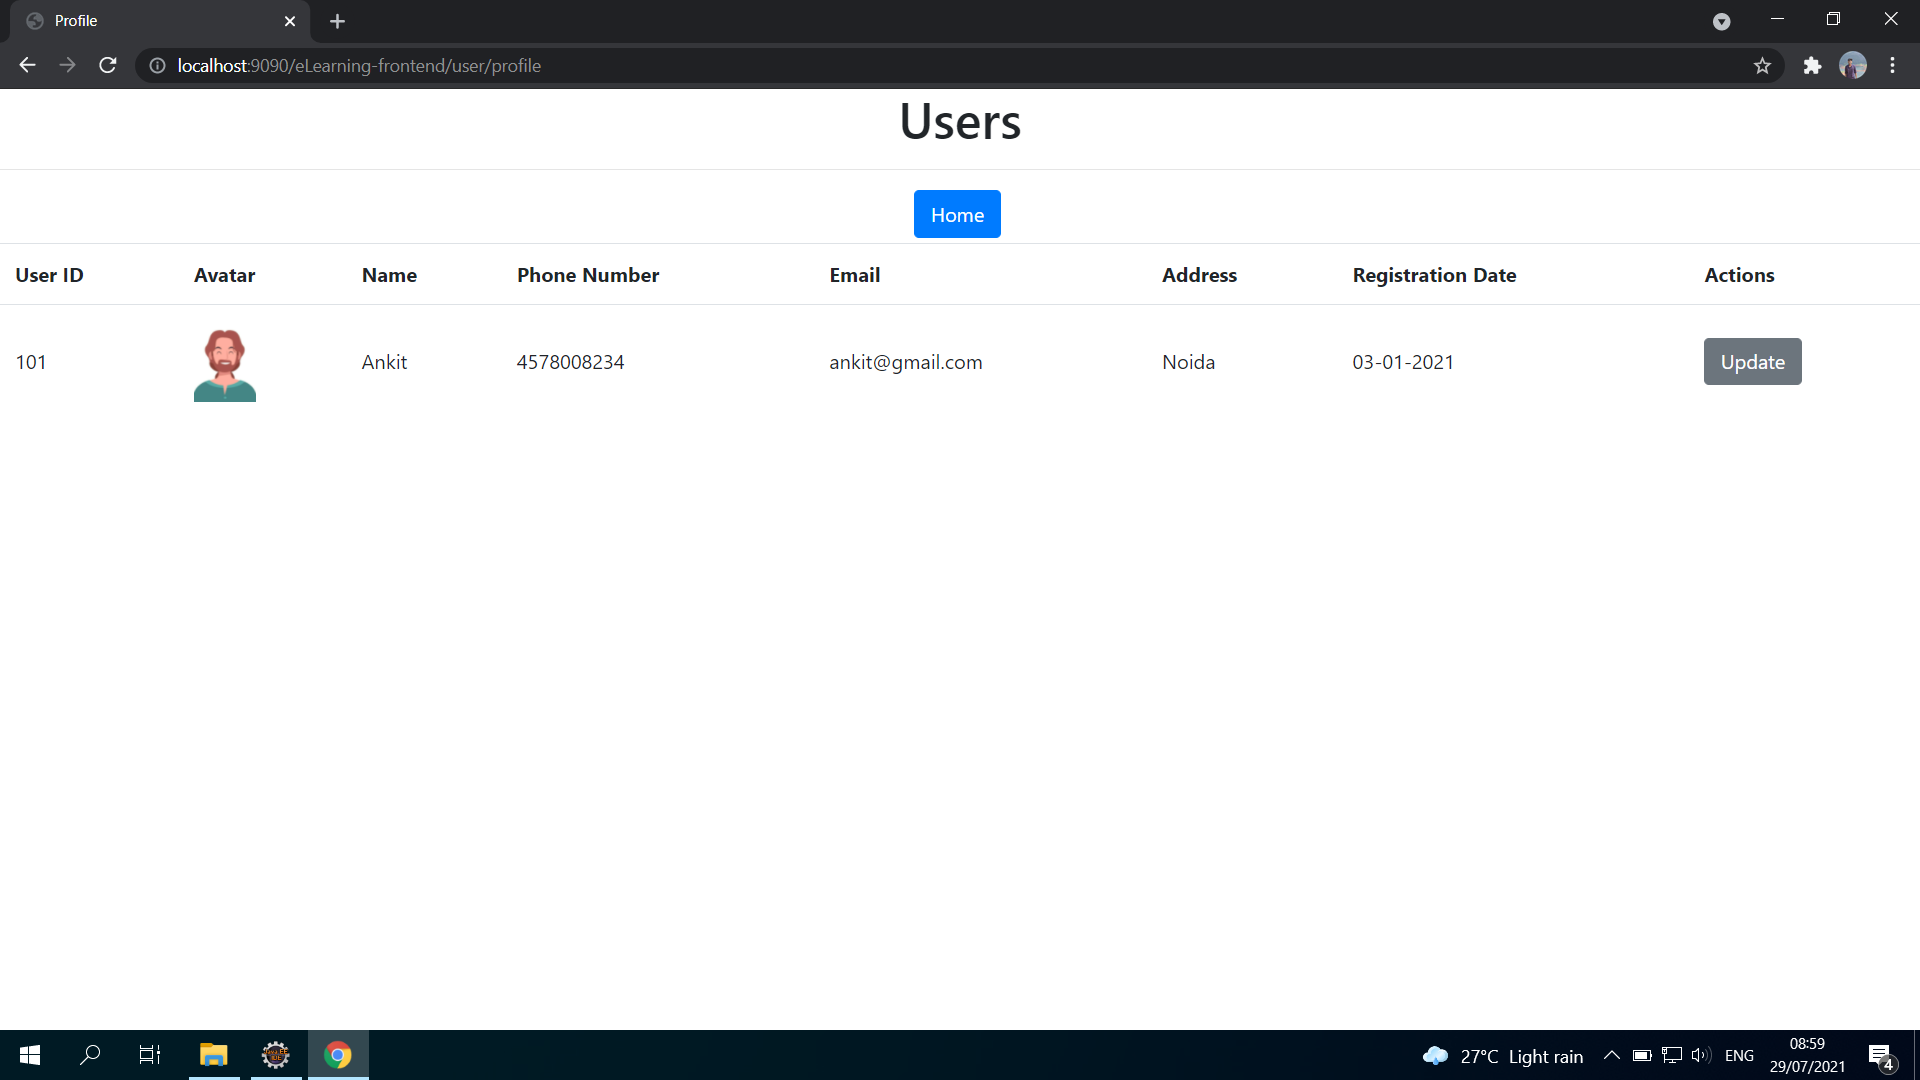 Profile
localhost:9090/eLearning-frontend/user/profile
Users
Home
User ID Avatar Name Phone Number Email Address Registration Date Actions
101 Ankit 4578008234 ankit@gmail.com Noida 03-01-2021 Update
27°C Light rain ENG 08:59
29/07/2021 4